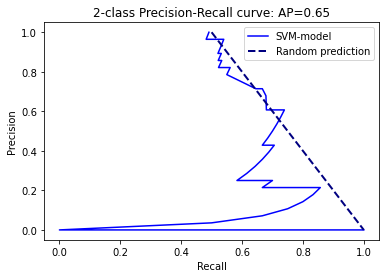 2-class Precision-Recall curve: AP=0.65
SVM-model
Random prediction
Precision
1.0
0.8
0.6
0.4
0.2
0.0
0.0 0.2 0.4 0.6 0.8 1.0
Recall